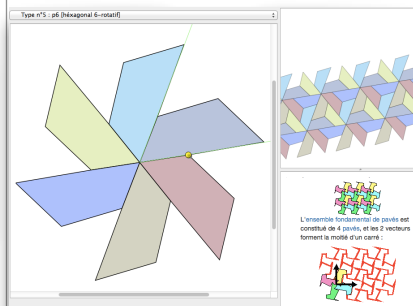 Type n°5 : p6 [héxagonal 6-rotatif]
L'ensemble fondamental de pavés est
constitué de 4 pavés, et les 2 vecteurs
forment la moitié d'un carré :